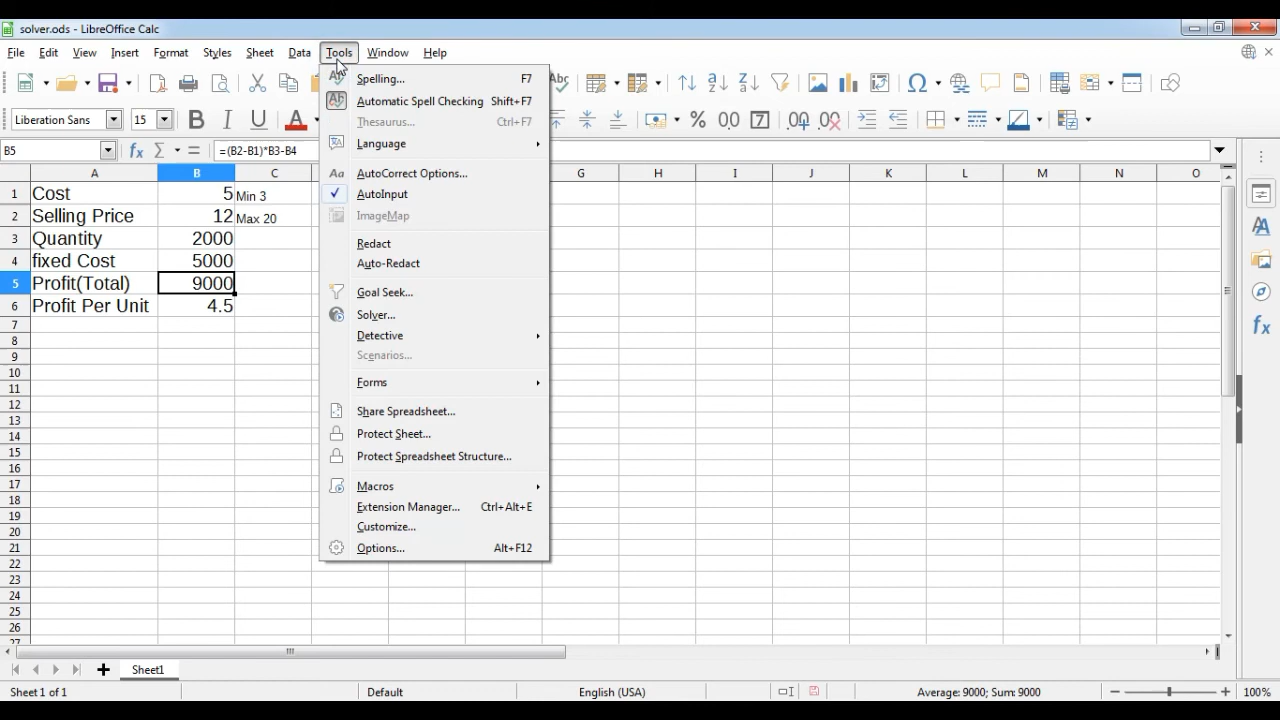 solver.ods - LibreOffice Calc
File Edit View Insert Format Styles Sheet Data Tools Window Help
Liberation Sans 15
B5 =(B2-B1)*B3-B4
A B C G H I J K L M N O
1 Cost 5 Min 3
2 Selling Price 12 Max 20
3 Quantity 2000
4 fixed Cost 5000
5 Profit(Total) 9000
6 Profit Per Unit 4.5
7
8
9
10
11
12
13
14
15
16
17
18
19
20
21
22
23
24
25
26
27
Spelling... F7
Automatic Spell Checking Shift+F7
Thesaurus... Ctrl+F7
Language
AutoCorrect Options...
AutoInput
ImageMap
Redact
Auto-Redact
Goal Seek...
Solver...
Detective
Scenarios...
Forms
Share Spreadsheet...
Protect Sheet...
Protect Spreadsheet Structure...
Macros
Extension Manager... Ctrl+Alt+E
Customize...
Options... Alt+F12
Sheet1
Sheet 1 of 1 Default English (USA) Average: 9000; Sum: 9000 100%